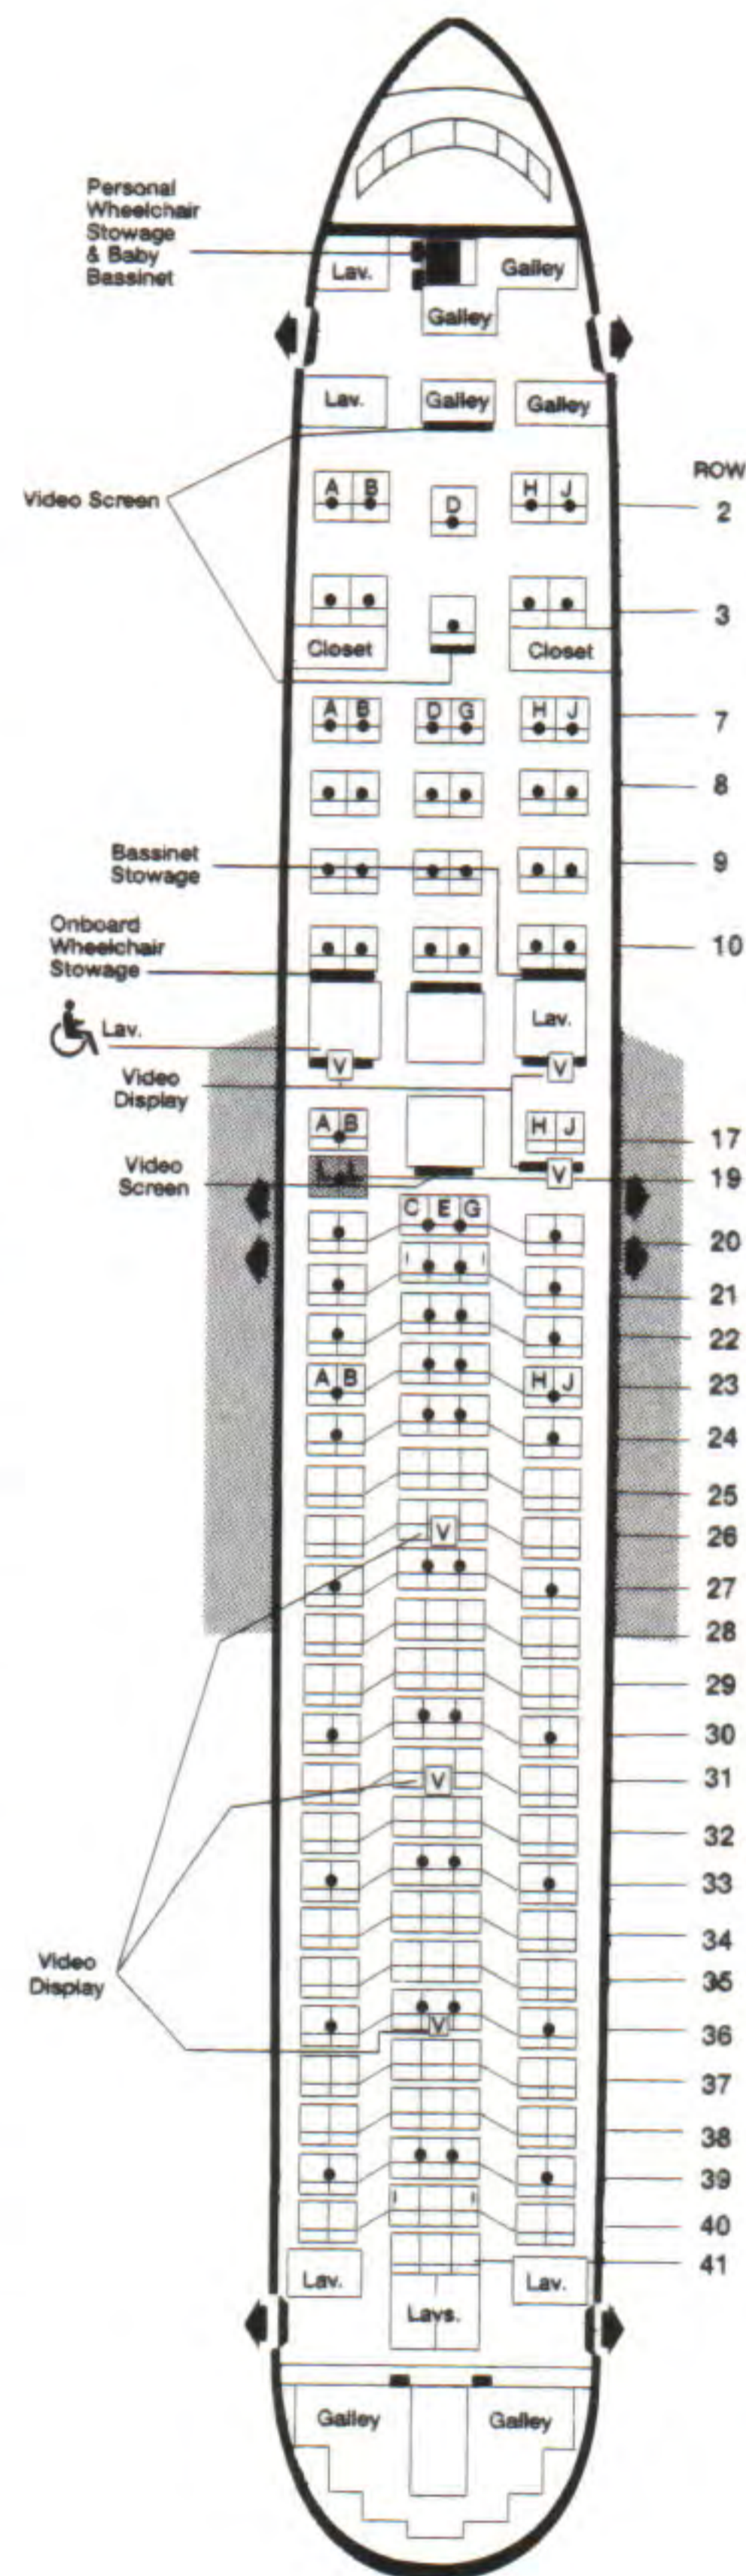 Personal
Wheelchair
Stowage
& Baby
Bassinet
Lav.
Galley
Galley
Lav.
Galley
Galley
ROW
Video Screen
A B
D
H J
2
3
Closet
Closet
A B
D G
H J
7
8
Bassinet
Stowage
9
Onboard
Wheelchair
Stowage
10
Lav.
Lav.
V
V
Video
Display
A B
H J
17
Video
Screen
V
19
C E G
20
21
22
A B
H J
23
24
25
26
V
27
28
29
30
31
V
32
33
34
Video
Display
35
V
36
37
38
39
40
41
Lav.
Lavs.
Lav.
Galley
Galley